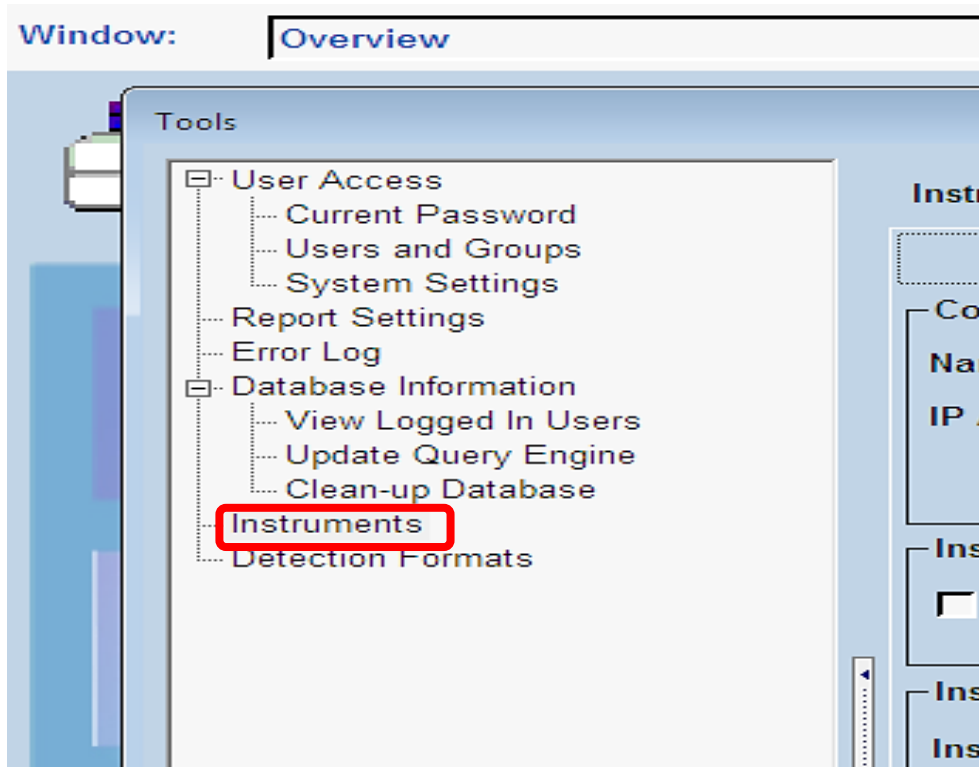 Window: Overview
Tools
User Access
Current Password
Users and Groups
System Settings
Report Settings
Error Log
Database Information
View Logged In Users
Update Query Engine
Clean-up Database
Instruments
Detection Formats
IP